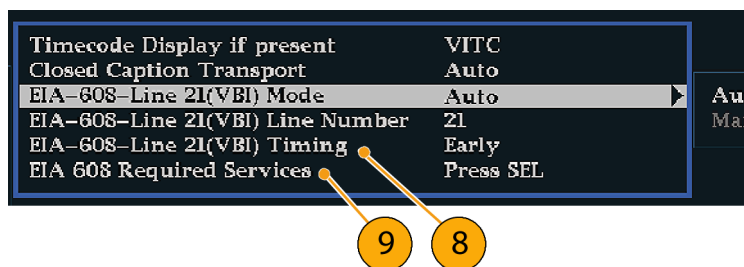 Timecode Display if present VITC
Closed Caption Transport Auto
EIA-608-Line 21(VBI) Mode Auto
EIA-608-Line 21(VBI) Line Number 21
EIA-608-Line 21(VBI) Timing Early
EIA 608 Required Services Press SEL
Au
Ma
9 8